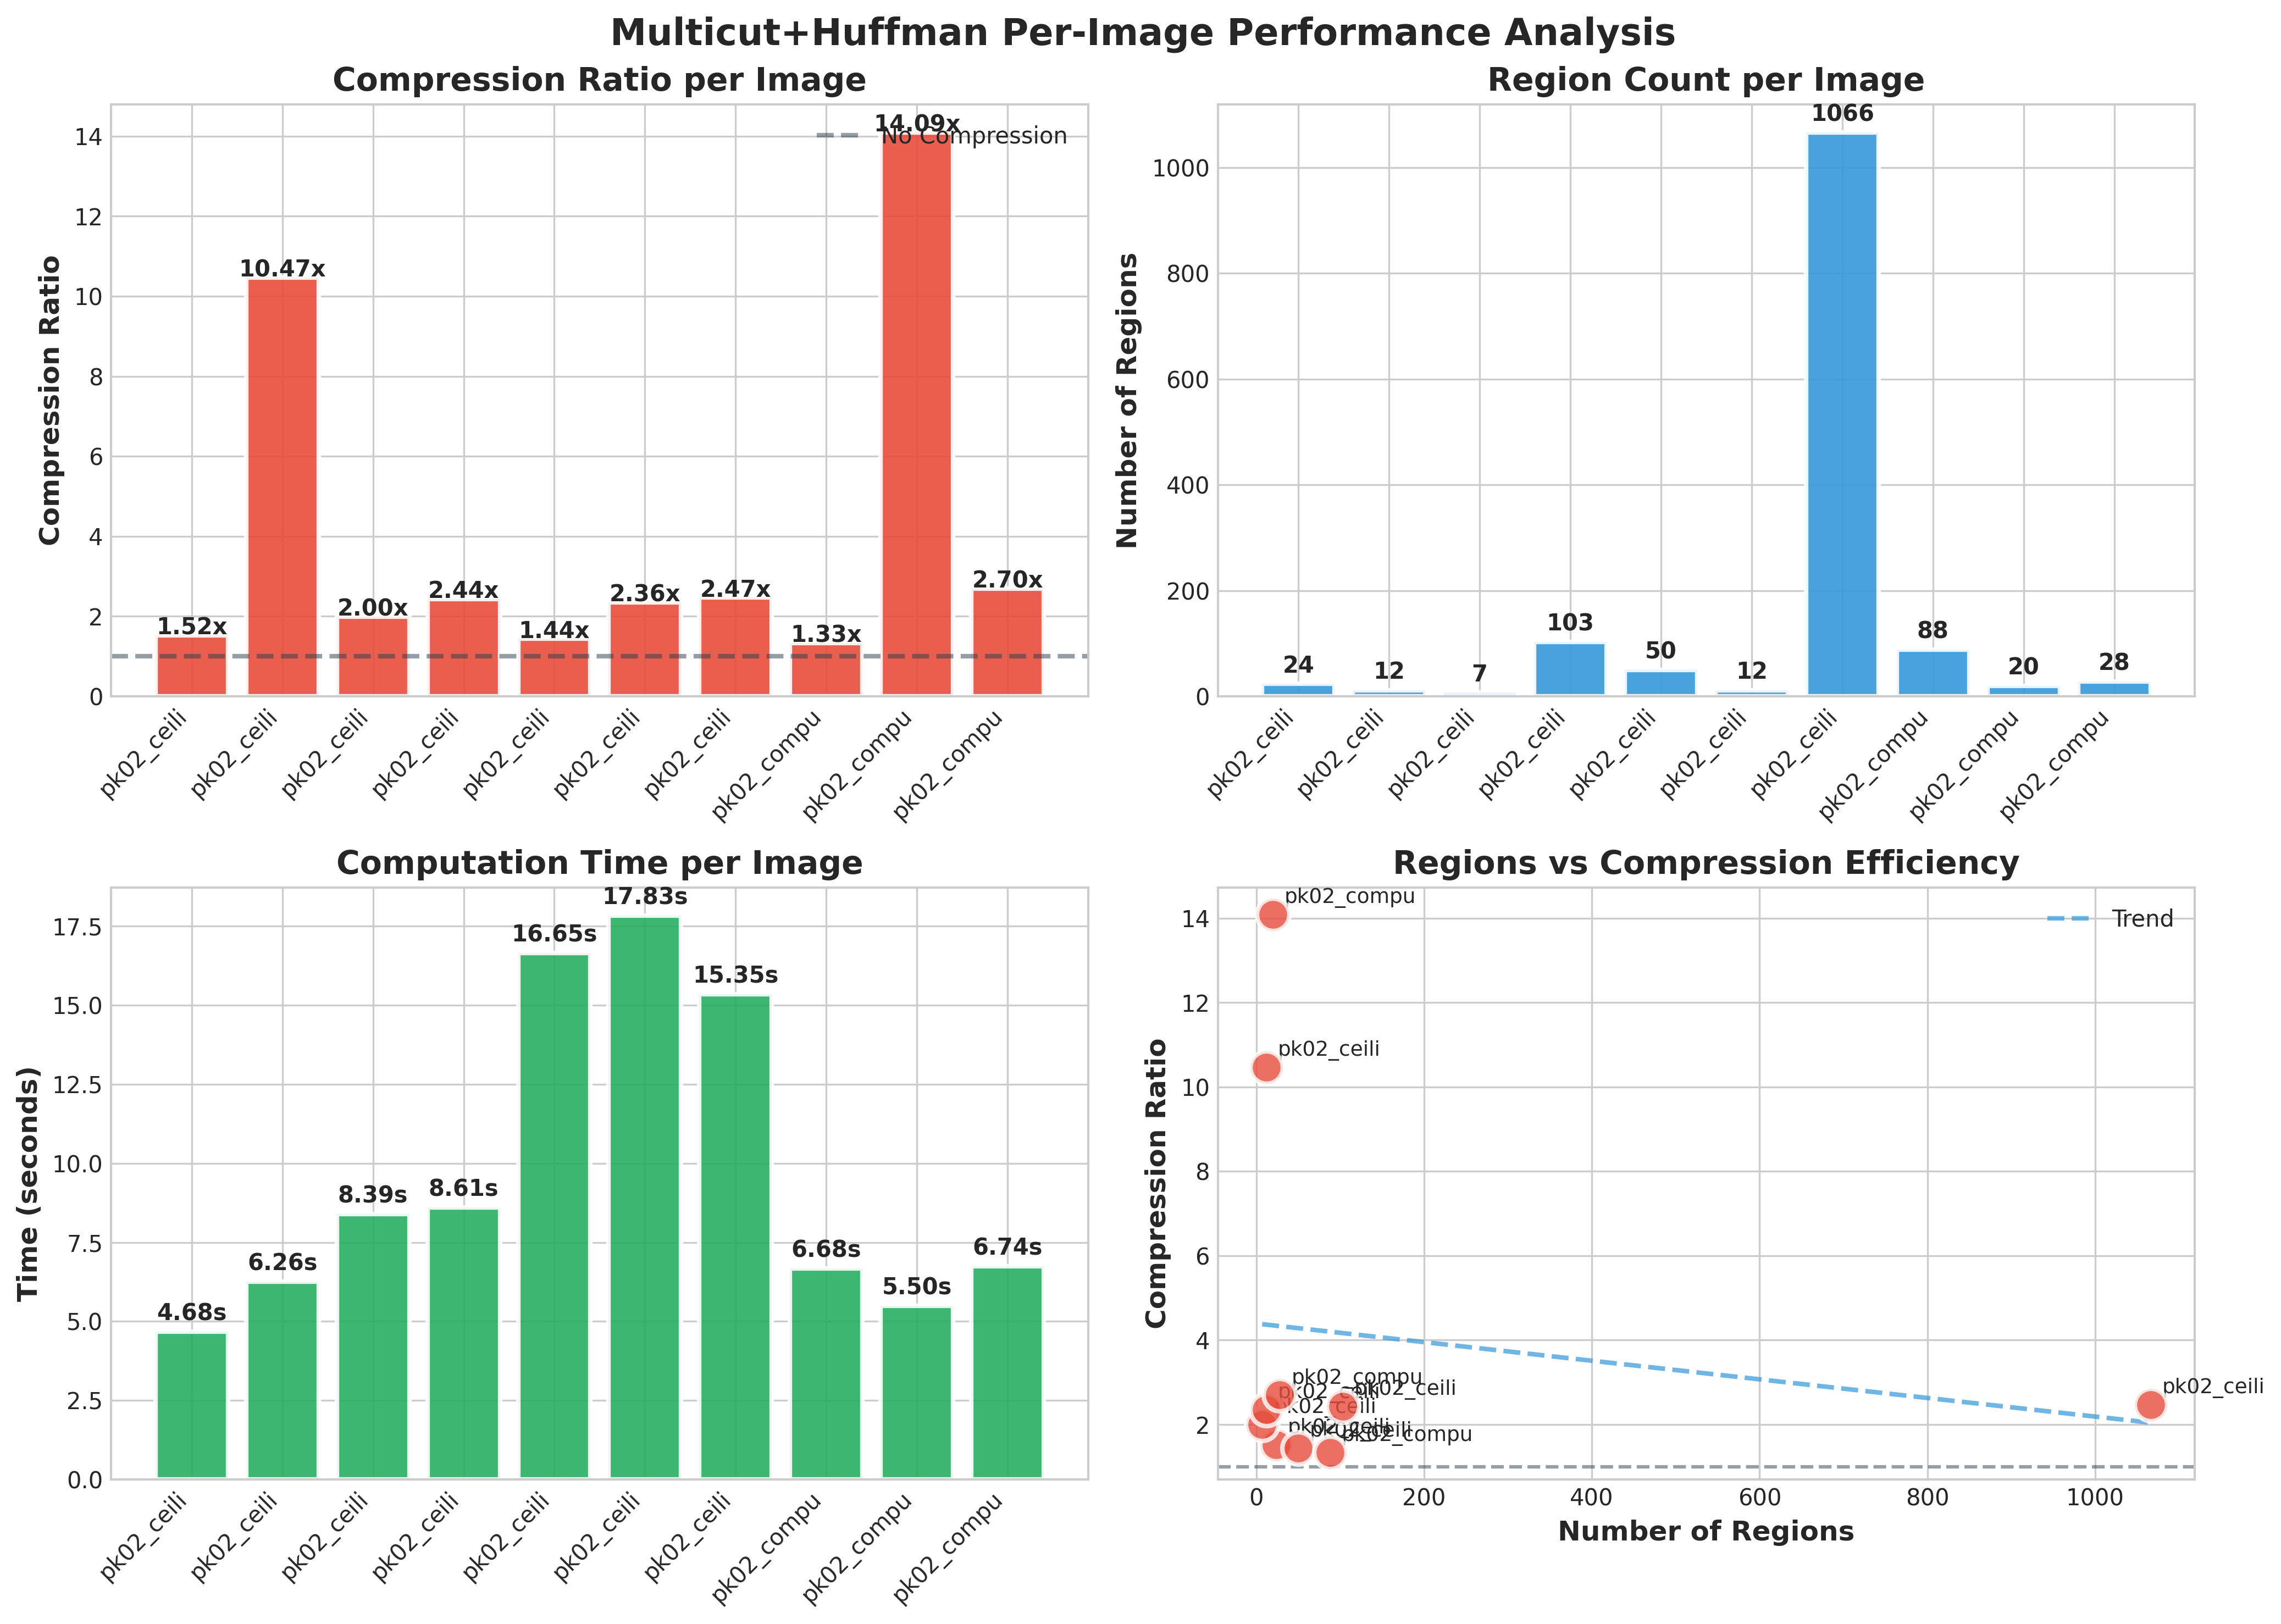 Multicut+Huffman Per-Image Performance Analysis
Compression Ratio per Image
Compression Ratio
14
12
10
8
6
4
2
0
No Compression
1.52x
10.47x
2.00x
2.44x
1.44x
2.36x
2.47x
1.33x
14.09x
2.70x
pk02_ceili
pk02_ceili
pk02_ceili
pk02_ceili
pk02_ceili
pk02_ceili
pk02_ceili
pk02_compu
pk02_compu
pk02_compu
Region Count per Image
Number of Regions
1000
800
600
400
200
0
24
12
7
103
50
12
1066
88
20
28
pk02_ceili
pk02_ceili
pk02_ceili
pk02_ceili
pk02_ceili
pk02_ceili
pk02_ceili
pk02_compu
pk02_compu
pk02_compu
Computation Time per Image
Time (seconds)
17.5
15.0
12.5
10.0
7.5
5.0
2.5
0.0
4.68s
6.26s
8.39s
8.61s
16.65s
17.83s
15.35s
6.68s
5.50s
6.74s
pk02_ceili
pk02_ceili
pk02_ceili
pk02_ceili
pk02_ceili
pk02_ceili
pk02_ceili
pk02_compu
pk02_compu
pk02_compu
Regions vs Compression Efficiency
Compression Ratio
14
12
10
8
6
4
2
Trend
pk02_compu
pk02_ceili
pk02_compu
pk02_ceili
pk02_ceili
pk02_ceili
pk02_compu
0
200
400
600
800
1000
Number of Regions